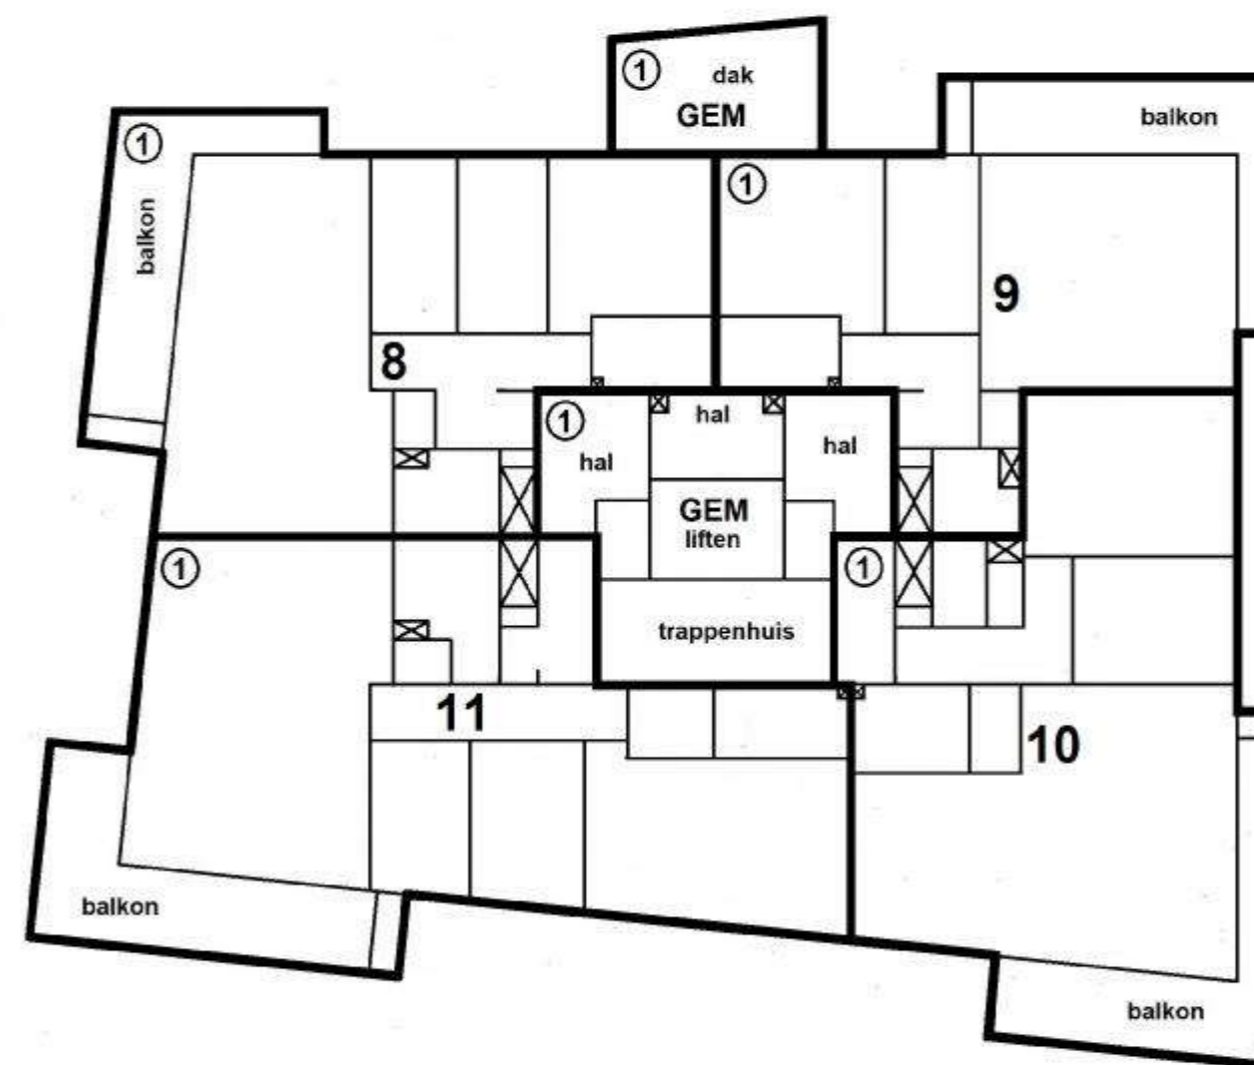 ① dak
GEM
balkon
①
balkon
①
9
8
①
hal
hal
hal
GEM
liften
①
①
trappenhuis
11
10
balkon
balkon